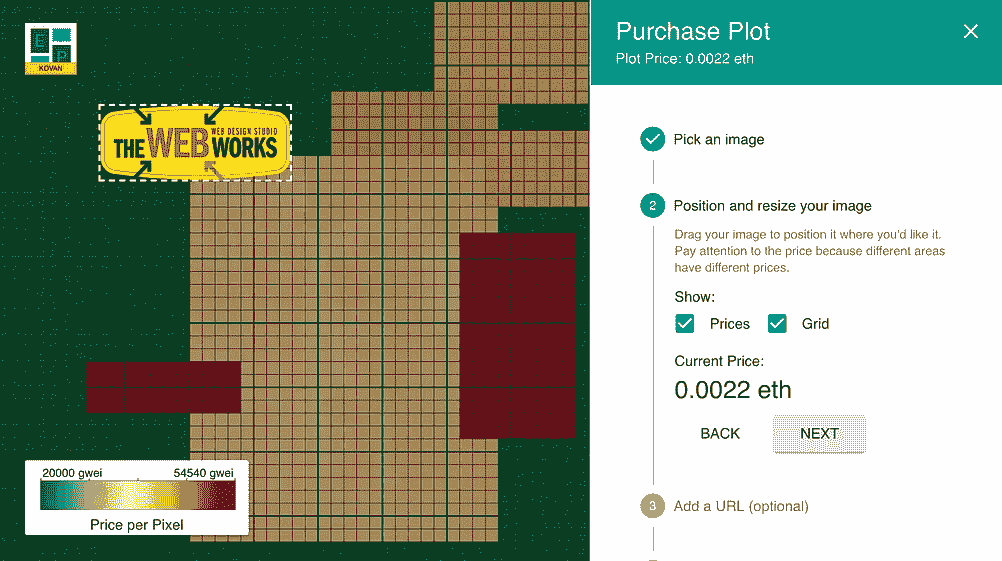 E
P
KOVAN
THE WEB WORKS
WEB DESIGN STUDIO
20000 gwei
54540 gwei
Price per Pixel
Purchase Plot
Plot Price: 0.0022 eth
Pick an image
2
Position and resize your image
Drag your image to position it where you'd like it.
Pay attention to the price because different areas
have different prices.
Show:
Prices
Grid
Current Price:
0.0022 eth
BACK
NEXT
3
Add a URL (optional)